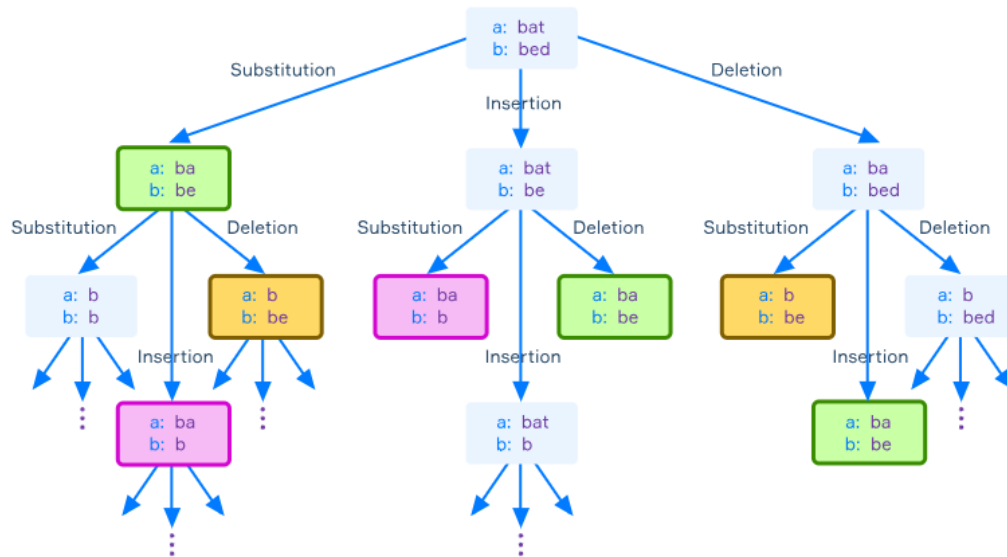 a: bat
b: bed
Substitution
Deletion
Insertion
a: ba
b: be
a: bat
b: be
a: ba
b: bed
Substitution
Deletion
Substitution
Deletion
Substitution
Deletion
a: b
b: b
a: b
b: be
a: ba
b: b
a: ba
b: be
a: b
b: be
a: b
b: bed
Insertion
Insertion
Insertion
a: ba
b: b
a: bat
b: b
a: ba
b: be